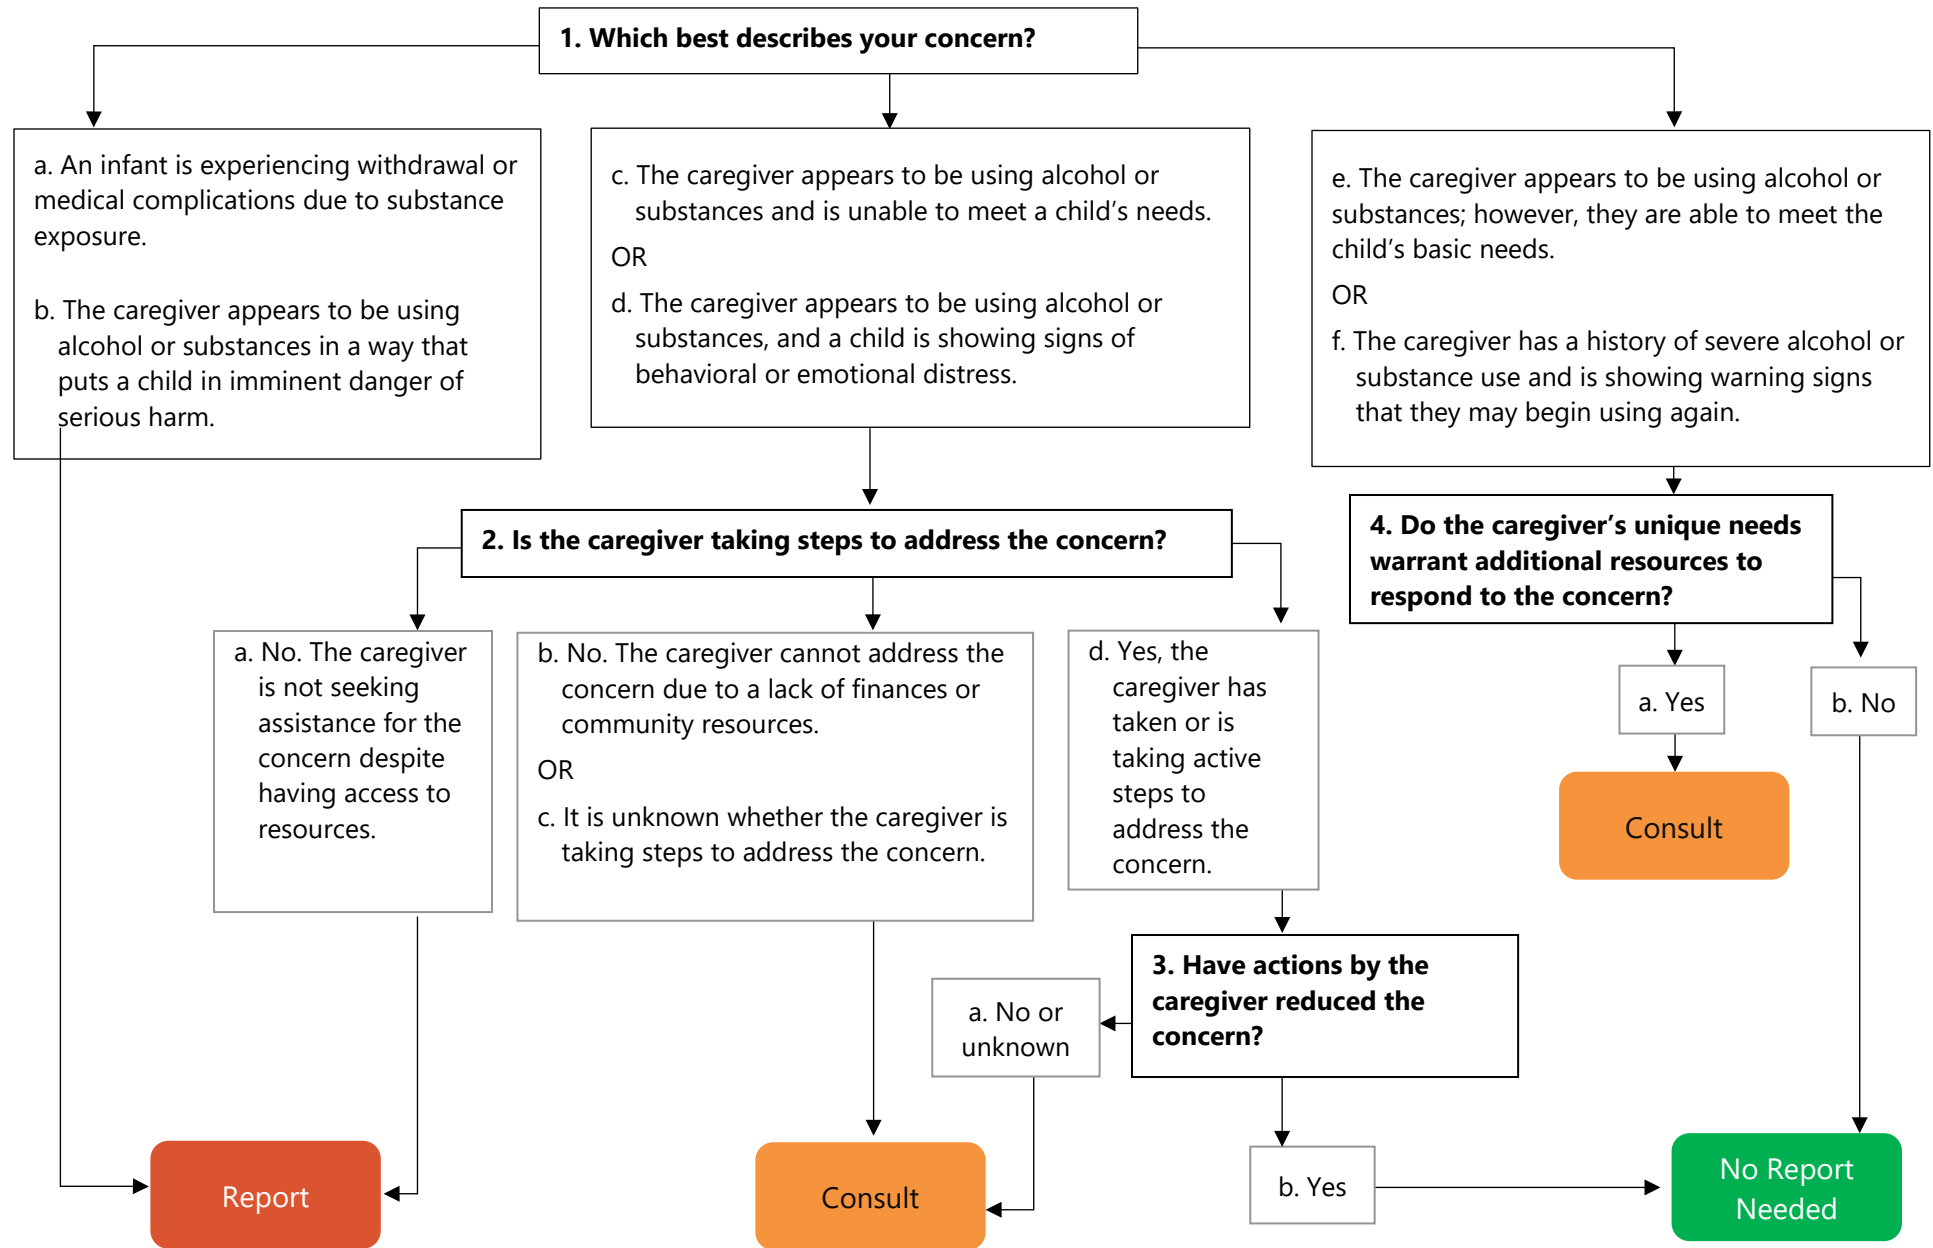 1. Which best describes your concern?
a. An infant is experiencing withdrawal or
medical complications due to substance
exposure.
b. The caregiver appears to be using
alcohol or substances in a way that
puts a child in imminent danger of
serious harm.
c. The caregiver appears to be using alcohol or
substances and is unable to meet a child’s needs.
OR
d. The caregiver appears to be using alcohol or
substances, and a child is showing signs of
behavioral or emotional distress.
e. The caregiver appears to be using alcohol or
substances; however, they are able to meet the
child’s basic needs.
OR
f. The caregiver has a history of severe alcohol or
substance use and is showing warning signs
that they may begin using again.
2. Is the caregiver taking steps to address the concern?
4. Do the caregiver’s unique needs
warrant additional resources to
respond to the concern?
a. No. The caregiver
is not seeking
assistance for the
concern despite
having access to
resources.
b. No. The caregiver cannot address the
concern due to a lack of finances or
community resources.
OR
c. It is unknown whether the caregiver is
taking steps to address the concern.
d. Yes, the
caregiver has
taken or is
taking active
steps to
address the
concern.
a. Yes
b. No
Consult
3. Have actions by the
caregiver reduced the
concern?
a. No or
unknown
b. Yes
Report
Consult
No Report
Needed